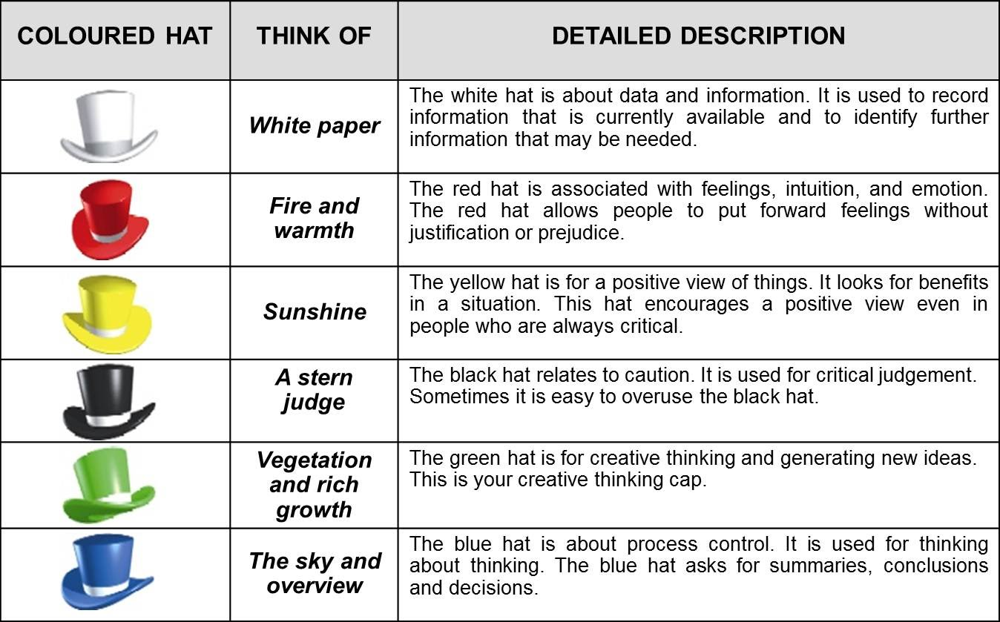 COLOURED HAT
THINK OF
DETAILED DESCRIPTION
White paper
The white hat is about data and information. It is used to record
information that is currently available and to identify further
information that may be needed.
Fire and
warmth
The red hat is associated with feelings, intuition, and emotion.
The red hat allows people to put forward feelings without
justification or prejudice.
Sunshine
The yellow hat is for a positive view of things. It looks for benefits
in a situation. This hat encourages a positive view even in
people who are always critical.
A stern
judge
The black hat relates to caution. It is used for critical judgement.
Sometimes it is easy to overuse the black hat.
Vegetation
and rich
growth
The green hat is for creative thinking and generating new ideas.
This is your creative thinking cap.
The sky and
overview
The blue hat is about process control. It is used for thinking
about thinking. The blue hat asks for summaries, conclusions
and decisions.